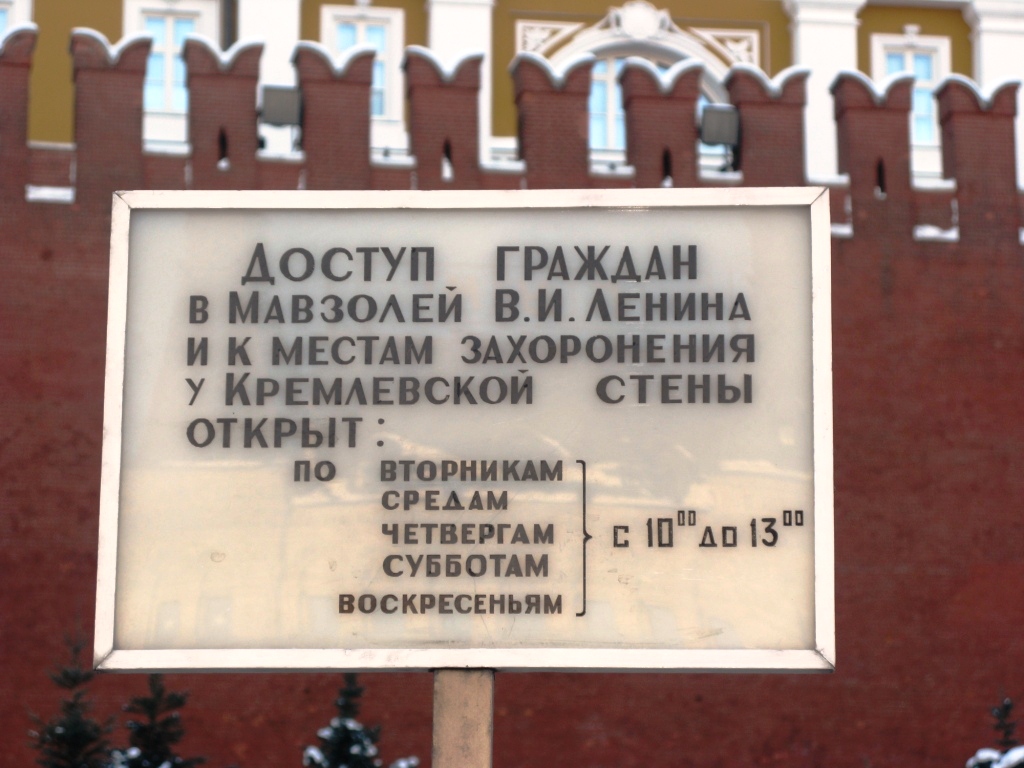 Доступ граждан
в Мавзолей В.И. Ленина
и к местам захоронения
у Кремлевской стены
открыт:
по вторникам
средам
четвергам
субботам
воскресеньям
с 10⁰⁰ до 13⁰⁰